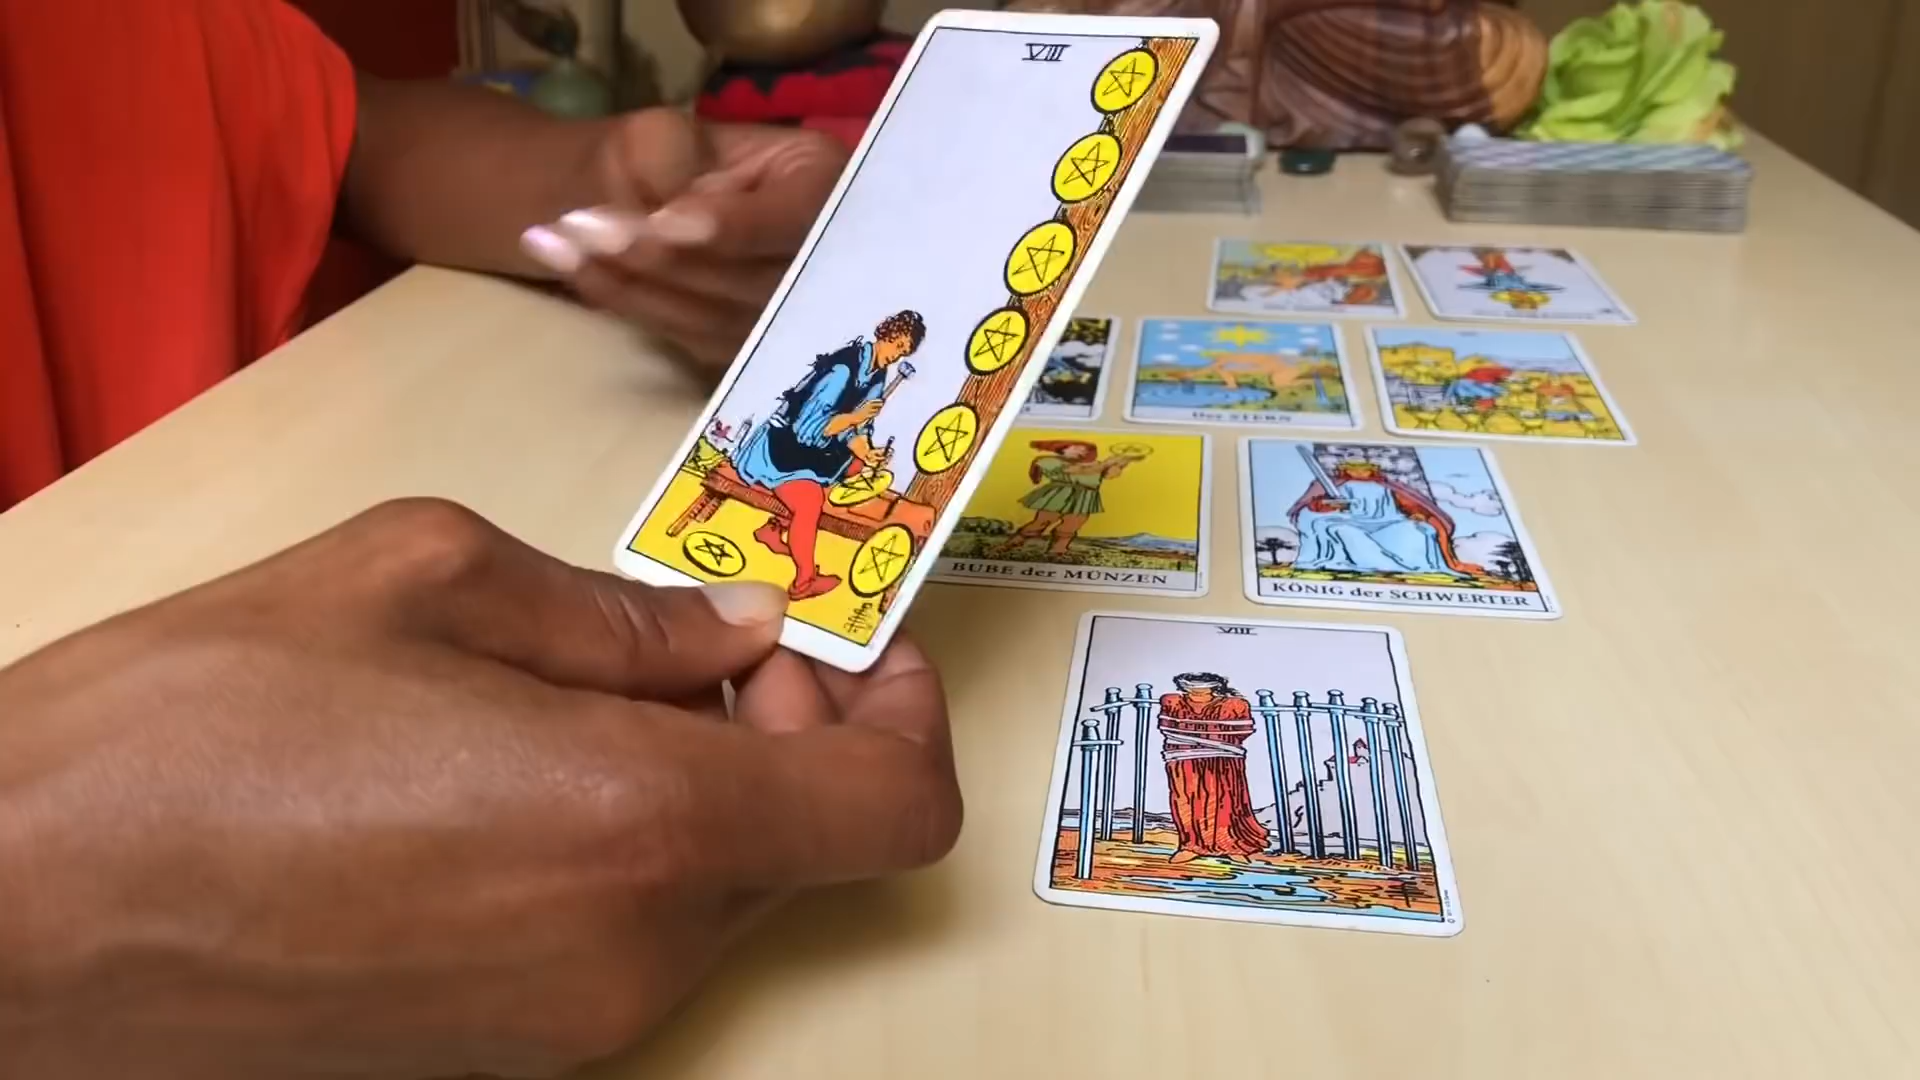 VIII
Der STERN
BUBE der MÜNZEN
KÖNIG der SCHWERTER
VIII